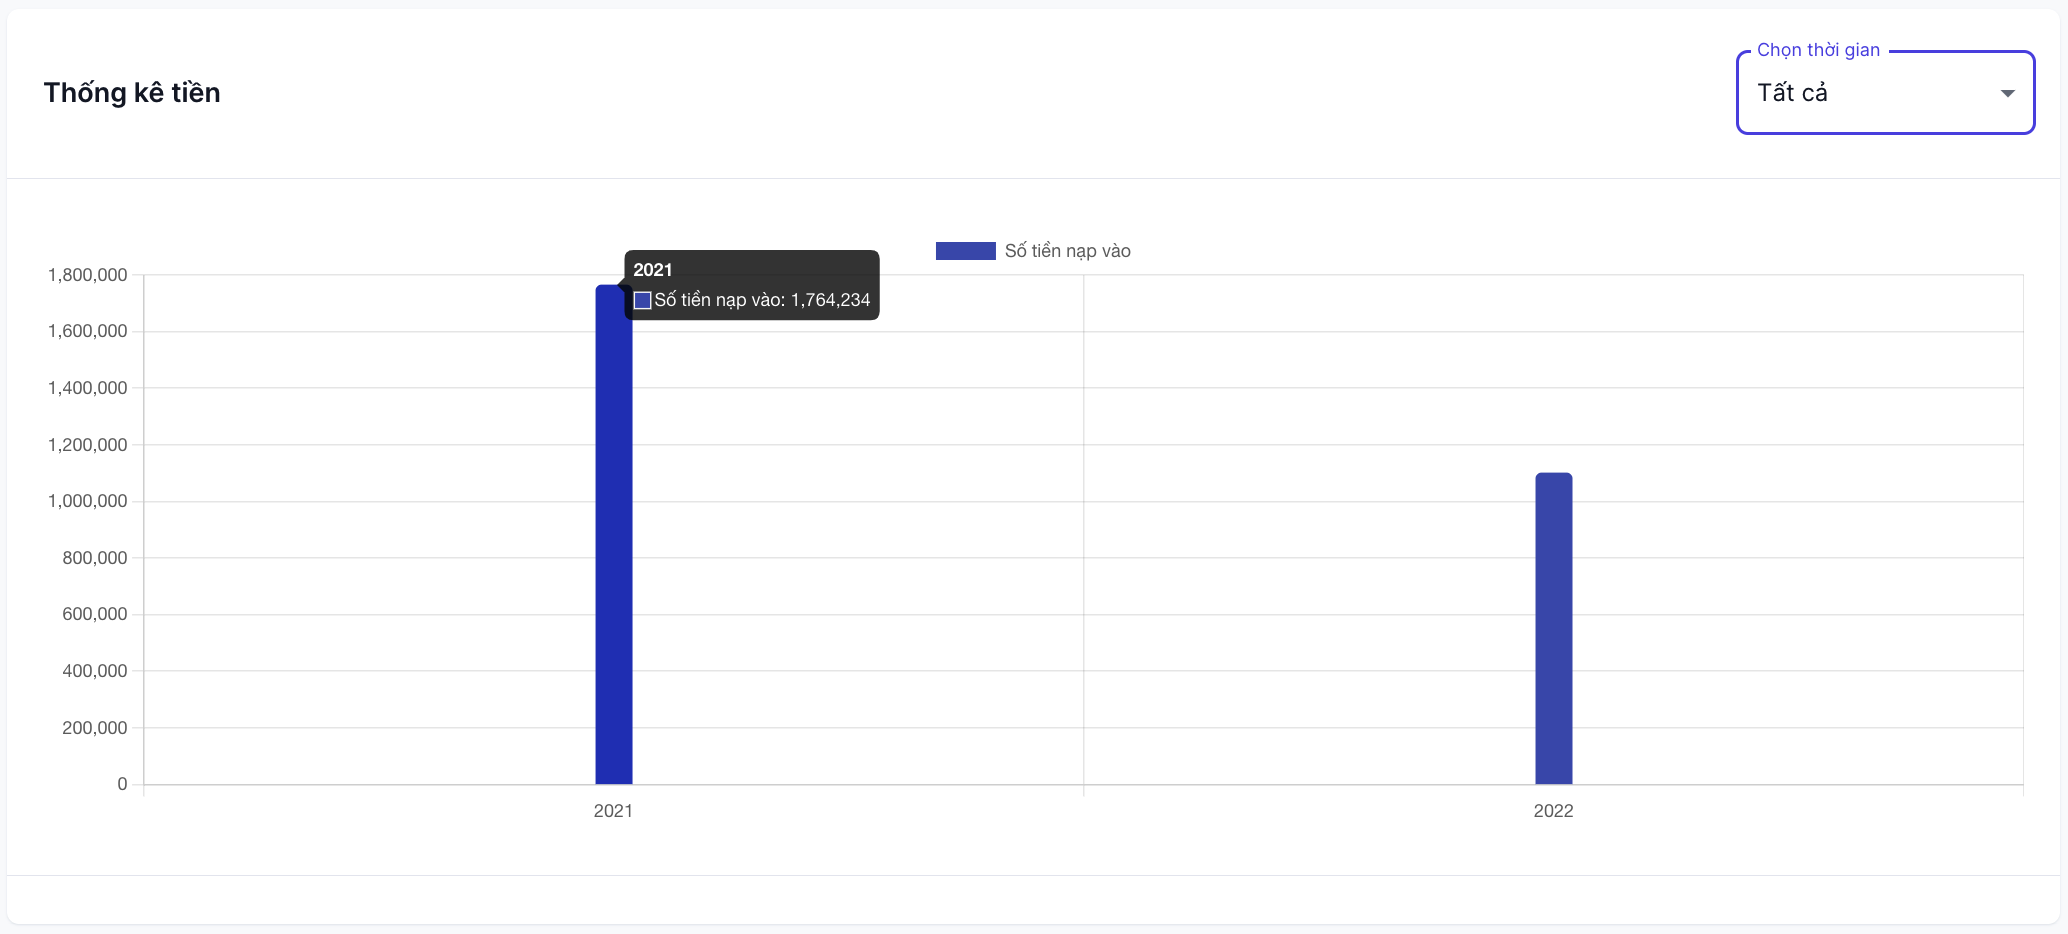 Chọn thời gian
Thống kê tiền
Tất cả
Số tiền nạp vào
2021
Số tiền nạp vào: 1,764,234
1,800,000
1,600,000
1,400,000
1,200,000
1,000,000
800,000
600,000
400,000
200,000
0
2021
2022